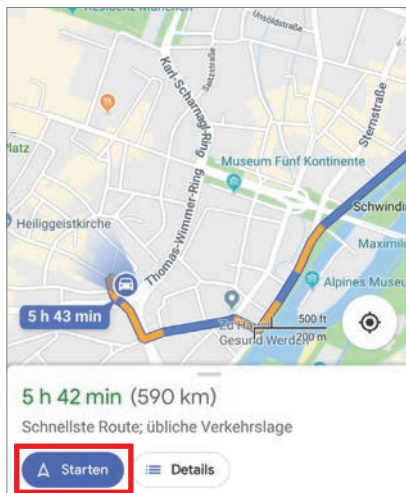 Residenz München
Unsöldstraße
Karl-Scharnagl-Ring
Seitzstraße
Sternstraße
Platz
Museum Fünf Kontinente
Thomas-Wimmer-Ring
Schwindi
Heiliggeistkirche
Maximili
Alpines Museu
5 h 43 min
500 ft
200 m
Zu Hause
Gesund Werden
5 h 42 min (590 km)
Schnellste Route; übliche Verkehrslage
Starten
Details